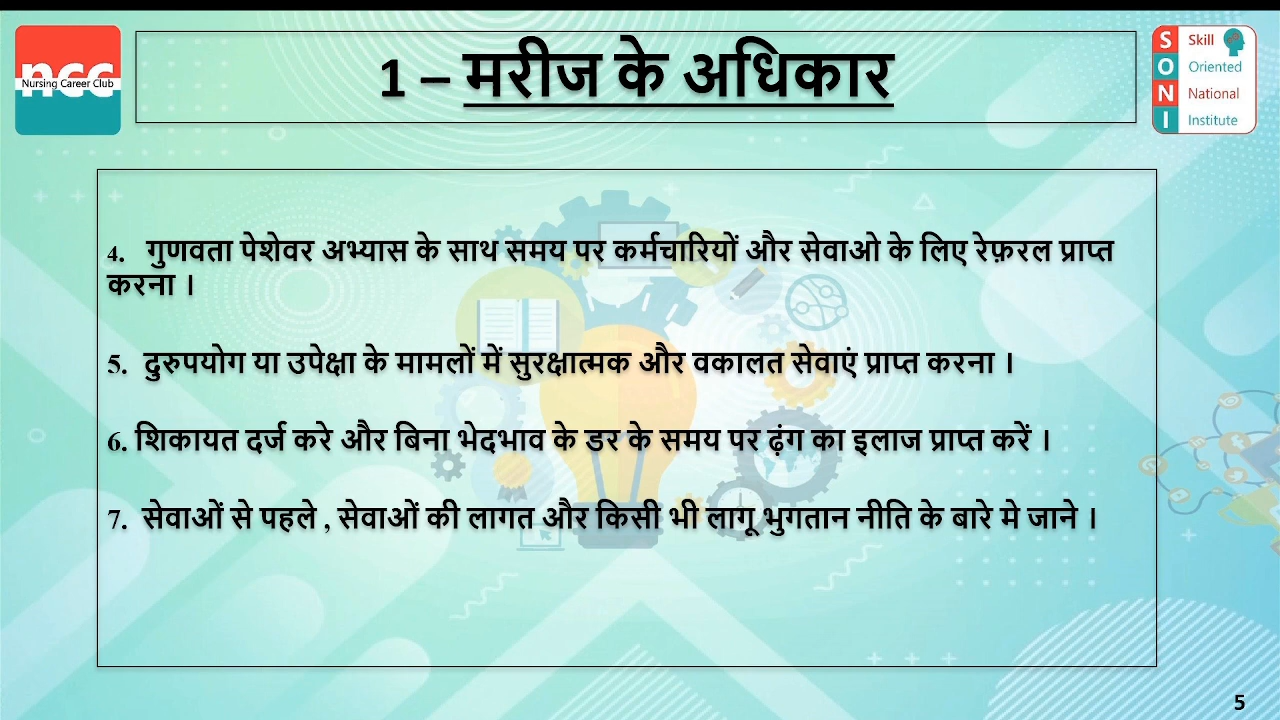 ncc
Nursing Career Club
1 – मरीज के अधिकार
S Skill
O Oriented
N National
I Institute
4. गुणवता पेशेवर अभ्यास के साथ समय पर कर्मचारियों और सेवाओ के लिए रेफ़रल प्राप्त
करना ।
5. दुरुपयोग या उपेक्षा के मामलों में सुरक्षात्मक और वकालत सेवाएं प्राप्त करना ।
6. शिकायत दर्ज करे और बिना भेदभाव के डर के समय पर ढ़ंग का इलाज प्राप्त करें ।
7. सेवाओं से पहले , सेवाओं की लागत और किसी भी लागू भुगतान नीति के बारे मे जाने ।
5